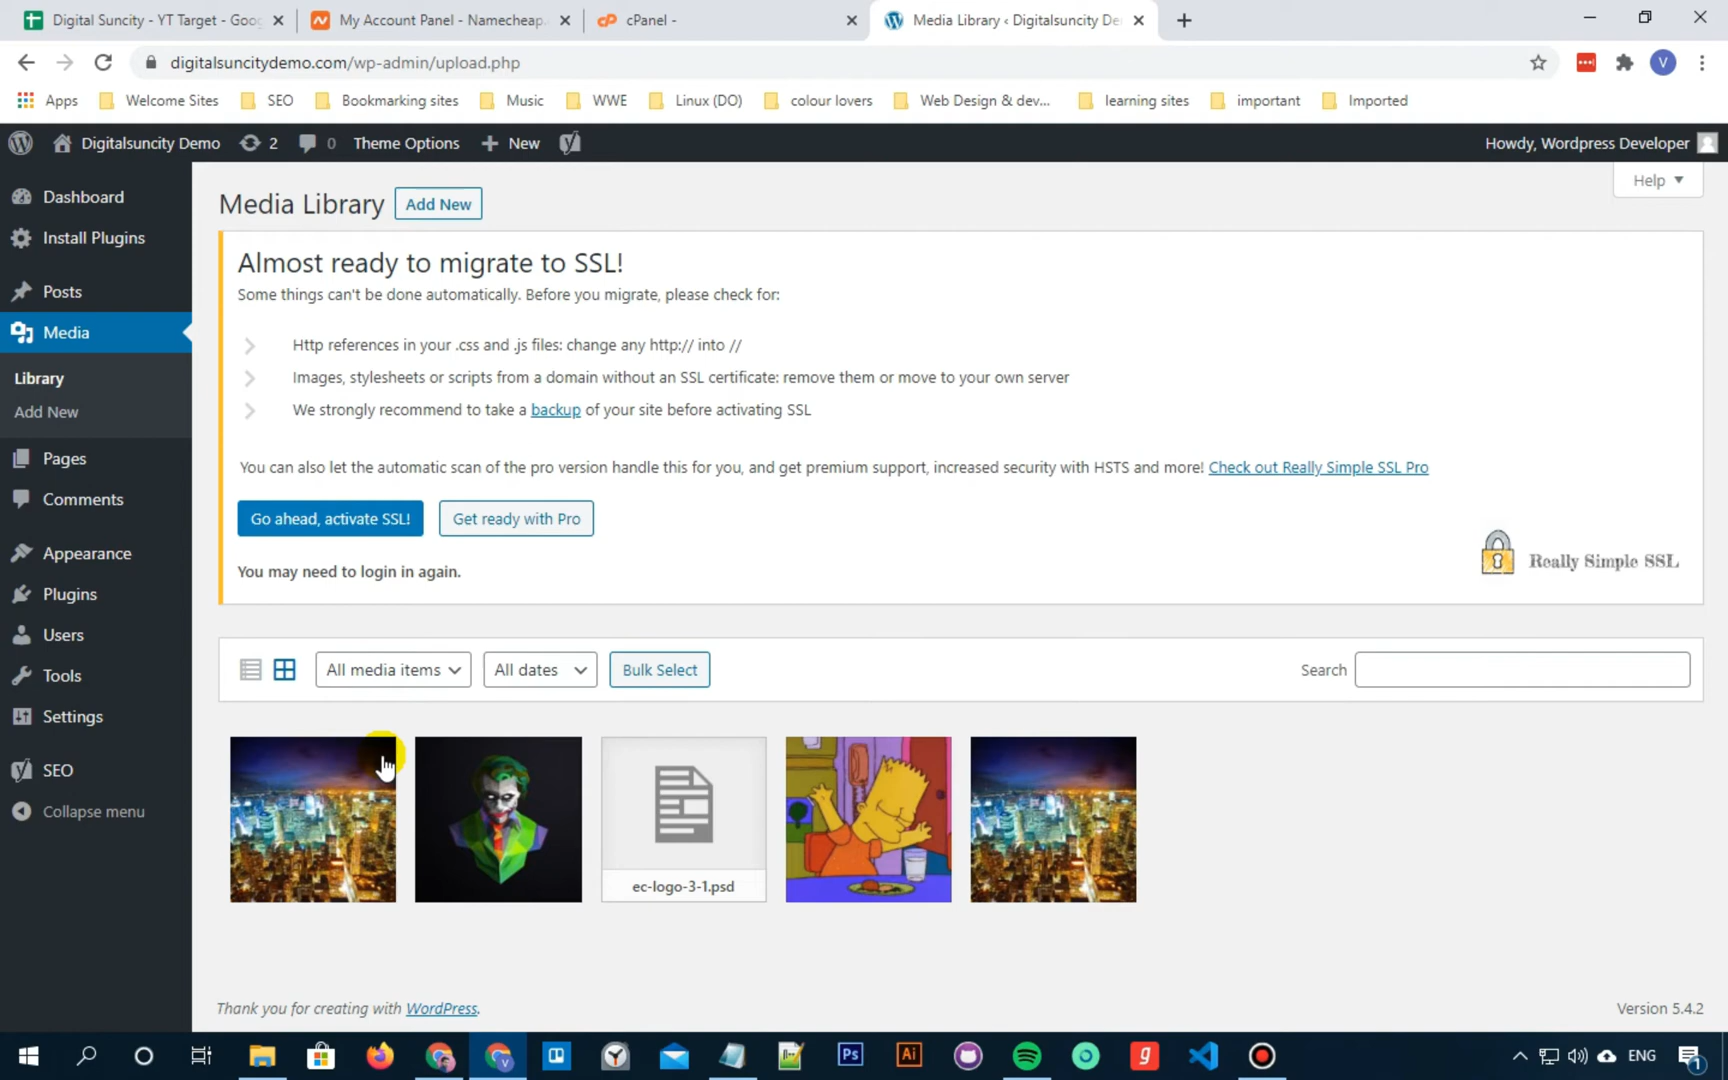 Digital Suncity - YT Target - Goo
My Account Panel - Namecheap.
cPanel -
Media Library ‹ Digitalsuncity De
digitalsuncitydemo.com/wp-admin/upload.php
Apps
Welcome Sites
SEO
Bookmarking sites
Music
WWE
Linux (DO)
colour lovers
Web Design & dev...
learning sites
important
Imported
Digitalsuncity Demo
2
0
Theme Options
New
Howdy, Wordpress Developer
Dashboard
Install Plugins
Posts
Media
Library
Add New
Pages
Comments
Appearance
Plugins
Users
Tools
Settings
SEO
Collapse menu
Help
Media Library
Add New
Almost ready to migrate to SSL!
Some things can't be done automatically. Before you migrate, please check for:
Http references in your .css and .js files: change any http:// into //
Images, stylesheets or scripts from a domain without an SSL certificate: remove them or move to your own server
We strongly recommend to take a backup of your site before activating SSL
You can also let the automatic scan of the pro version handle this for you, and get premium support, increased security with HSTS and more! Check out Really Simple SSL Pro
Go ahead, activate SSL!
Get ready with Pro
You may need to login in again.
Really Simple SSL
All media items
All dates
Bulk Select
Search
ec-logo-3-1.psd
Thank you for creating with WordPress.
Version 5.4.2
Ps
Ai
g
ENG
1